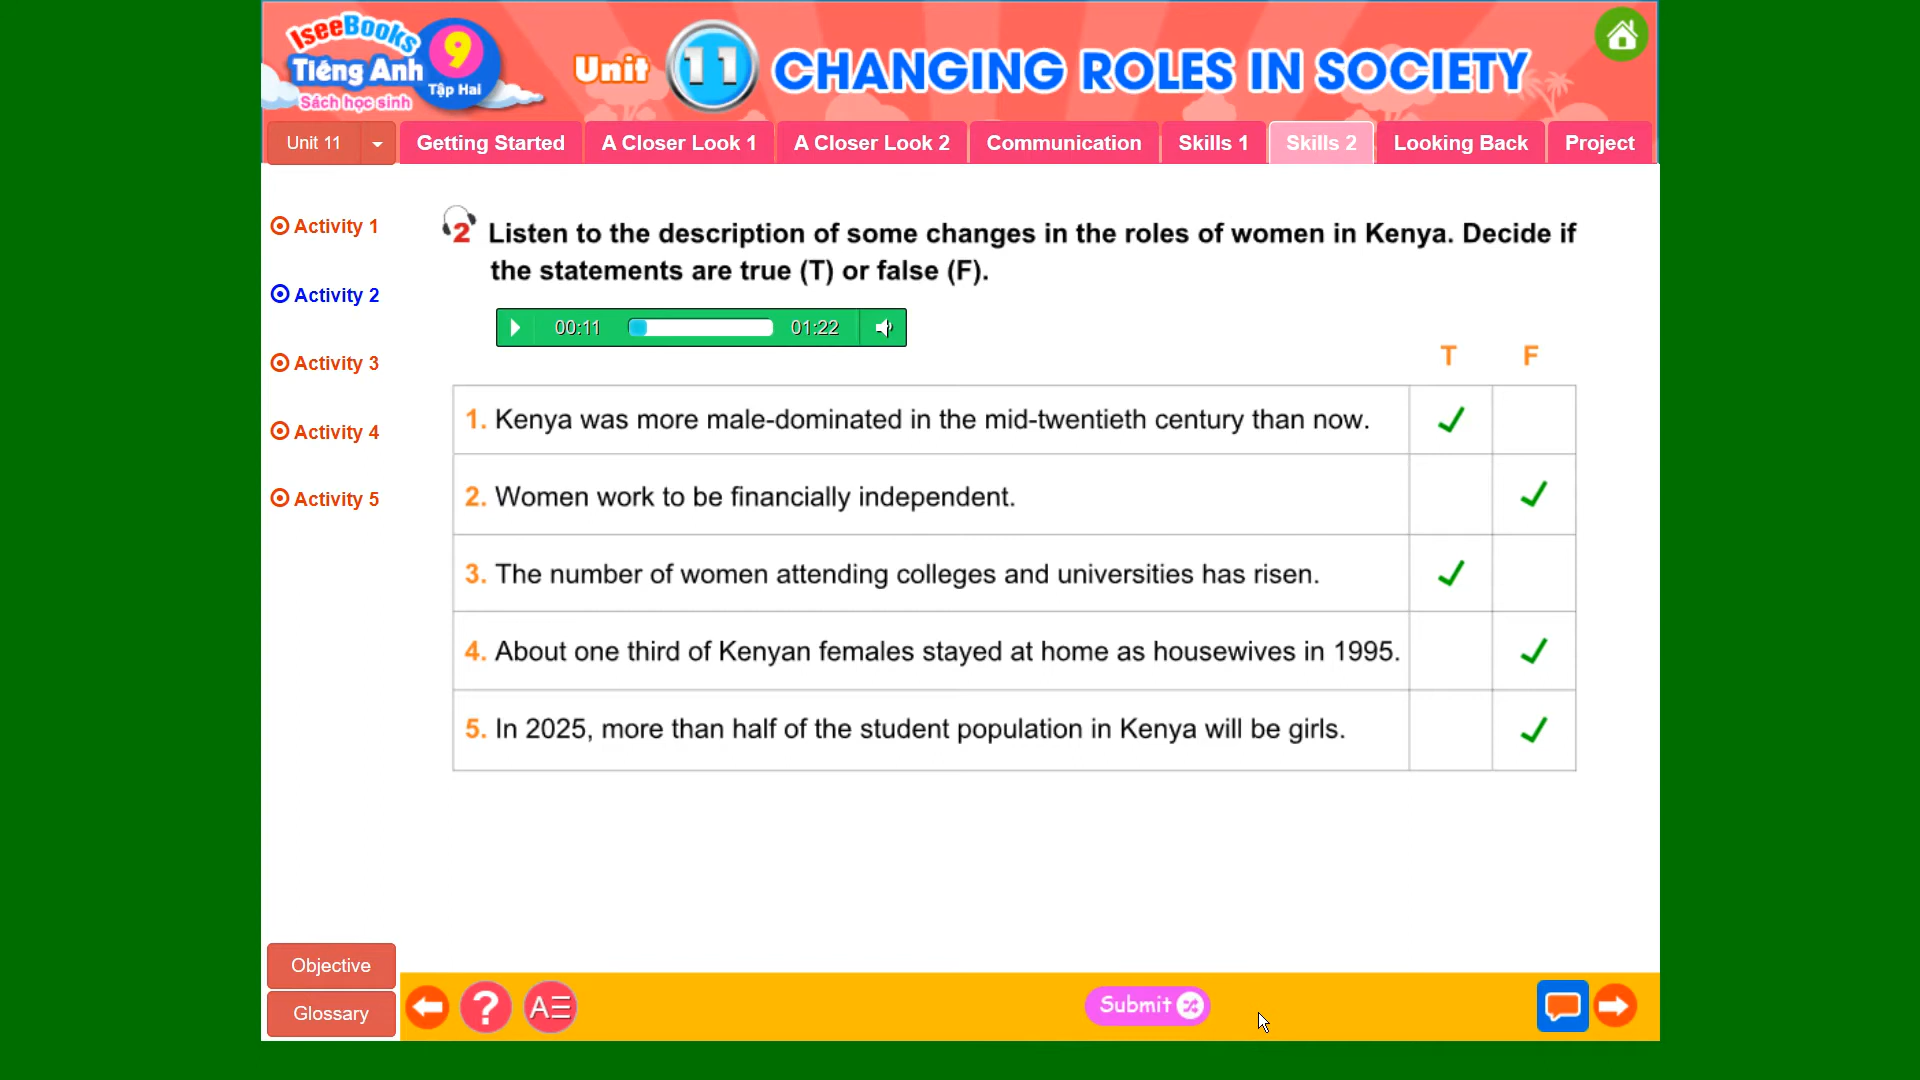 IseeBooks
Tiếng Anh 9
Tập Hai
Sách học sinh
Unit 11 CHANGING ROLES IN SOCIETY
Unit 11
Getting Started
A Closer Look 1
A Closer Look 2
Communication
Skills 1
Skills 2
Looking Back
Project
Activity 1
Activity 2
Activity 3
Activity 4
Activity 5
2 Listen to the description of some changes in the roles of women in Kenya. Decide if
the statements are true (T) or false (F).
00:11 01:22
T F
1. Kenya was more male-dominated in the mid-twentieth century than now.
2. Women work to be financially independent.
3. The number of women attending colleges and universities has risen.
4. About one third of Kenyan females stayed at home as housewives in 1995.
5. In 2025, more than half of the student population in Kenya will be girls.
Objective
Glossary
?
A
Submit